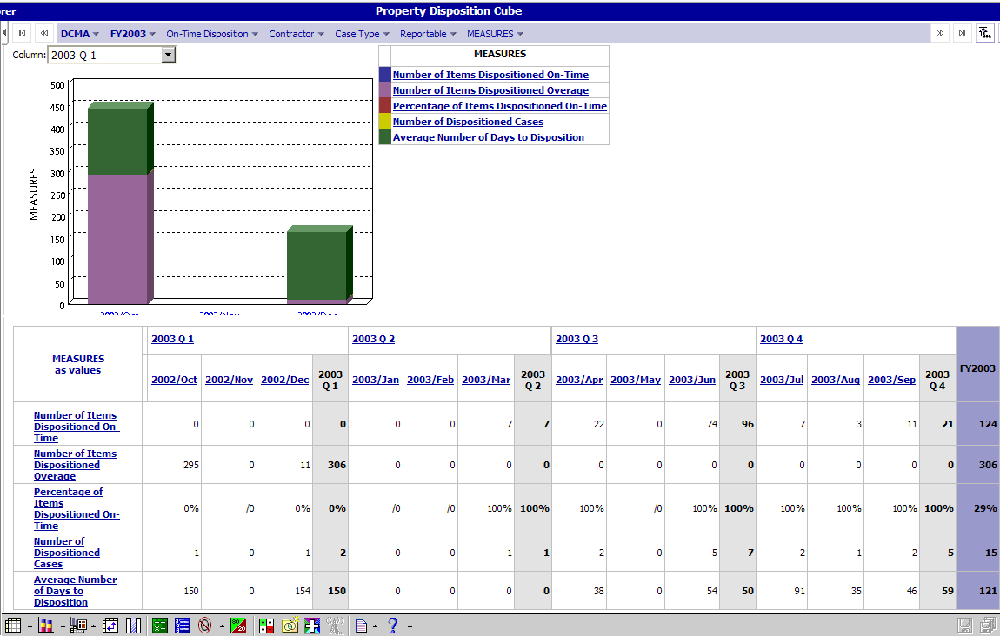 orer
Property Disposition Cube
DCMA FY2003 On-Time Disposition Contractor Case Type Reportable MEASURES
Column: 2003 Q 1
MEASURES
Number of Items Dispositioned On-Time
Number of Items Dispositioned Overage
Percentage of Items Dispositioned On-Time
Number of Dispositioned Cases
Average Number of Days to Disposition
500
450
400
350
300
250
200
150
100
50
0
MEASURES
2002/Oct 2002/Nov 2002/Dec
MEASURES
as values
2003 Q 1 2003 Q 2 2003 Q 3 2003 Q 4 FY2003
2002/Oct 2002/Nov 2002/Dec 2003 Q 1 2003/Jan 2003/Feb 2003/Mar 2003 Q 2 2003/Apr 2003/May 2003/Jun 2003 Q 3 2003/Jul 2003/Aug 2003/Sep 2003 Q 4
Number of Items
Dispositioned On-
Time
0 0 0 0 0 0 7 7 22 0 74 96 7 3 11 21 124
Number of Items
Dispositioned
Overage
295 0 11 306 0 0 0 0 0 0 0 0 0 0 0 0 306
Percentage of
Items
Dispositioned On-
Time
0% /0 0% 0% /0 /0 100% 100% 100% /0 100% 100% 100% 100% 100% 100% 29%
Number of
Dispositioned
Cases
1 0 1 2 0 0 1 1 2 0 5 7 2 1 2 5 15
Average Number
of Days to
Disposition
150 0 154 150 0 0 0 0 38 0 54 50 91 35 46 59 121